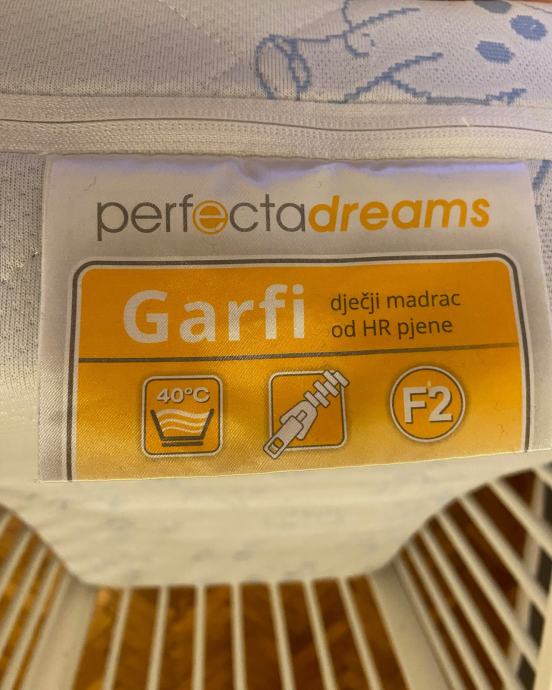 perfectadreams
Garfi
dječji madrac
od HR pjene
40°C
F2